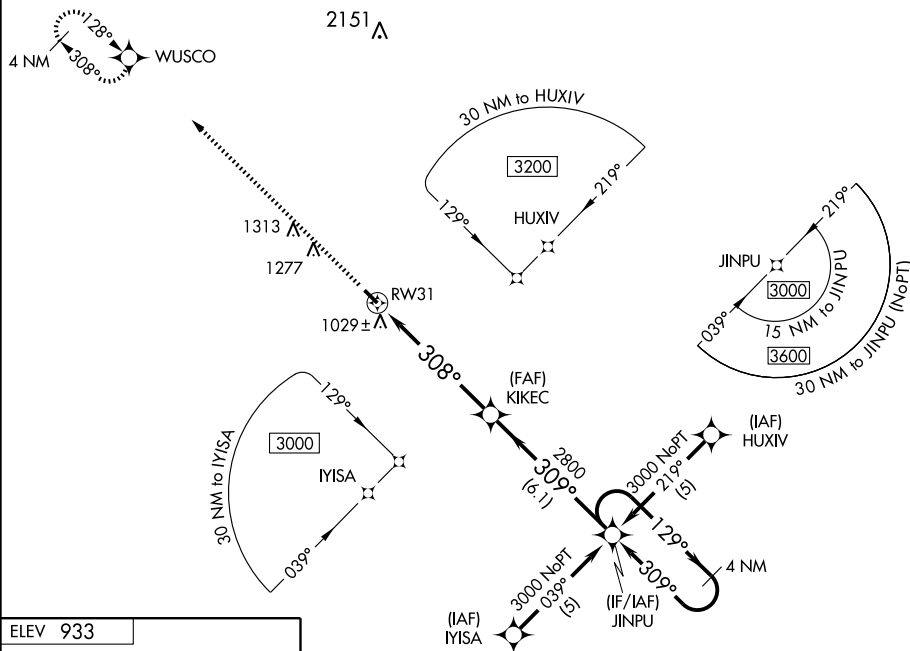 2151
128°
308°
4 NM
WUSCO
30 NM to HUXIV
3200
129°
219°
HUXIV
1313
1277
RW31
1029±
219°
JINPU
3000
039°
15 NM to JINPU
3600
30 NM to JINPU (NoPT)
308°
(FAF)
KIKEC
129°
3000
30 NM to IYISA
IYISA
039°
2800
309°
(6.1)
(IAF)
HUXIV
3000 NoPT
219°
(5)
129°
309°
4 NM
3000 NoPT
039°
(5)
(IF/IAF)
JINPU
(IAF)
IYISA
ELEV 933